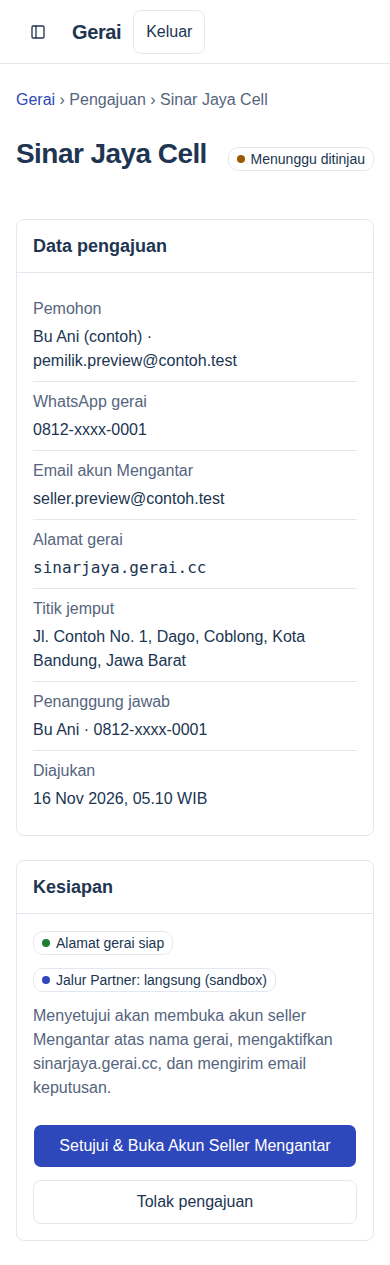 Gerai Keluar
Gerai › Pengajuan › Sinar Jaya Cell
Sinar Jaya Cell Menunggu ditinjau
Data pengajuan
Pemohon
Bu Ani (contoh) ·
pemilik.preview@contoh.test
WhatsApp gerai
0812-xxxx-0001
Email akun Mengantar
seller.preview@contoh.test
Alamat gerai
sinarjaya.gerai.cc
Titik jemput
Jl. Contoh No. 1, Dago, Coblong, Kota
Bandung, Jawa Barat
Penanggung jawab
Bu Ani · 0812-xxxx-0001
Diajukan
16 Nov 2026, 05.10 WIB
Kesiapan
Alamat gerai siap
Jalur Partner: langsung (sandbox)
Menyetujui akan membuka akun seller
Mengantar atas nama gerai, mengaktifkan
sinarjaya.gerai.cc, dan mengirim email
keputusan.
Setujui & Buka Akun Seller Mengantar
Tolak pengajuan